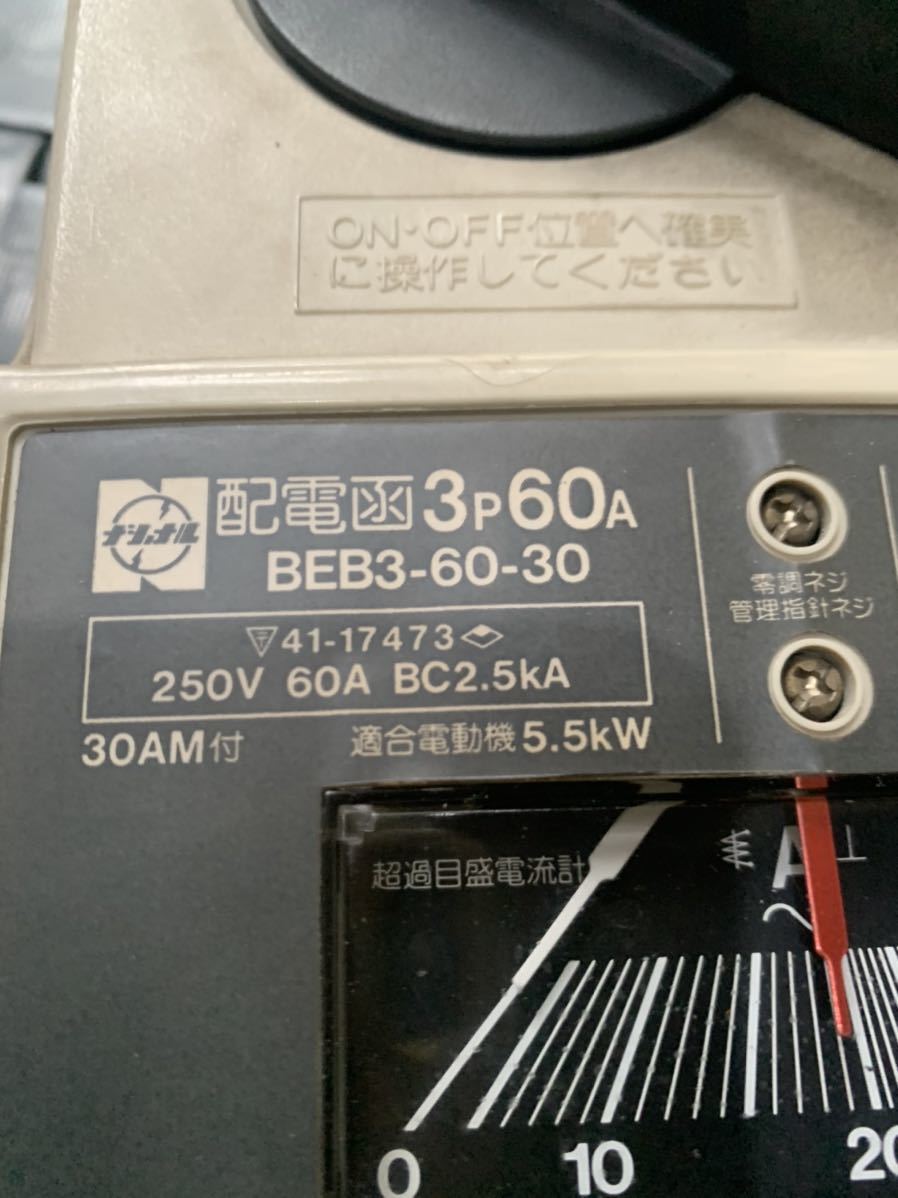 ON・OFF位置へ確実
に操作してください
ナショナル
配電函3P60A
BEB3-60-30
41-17473
250V 60A BC2.5kA
30AM付 適合電動機5.5kW
零調ネジ
管理指針ネジ
超過目盛電流計
A
0 10 20